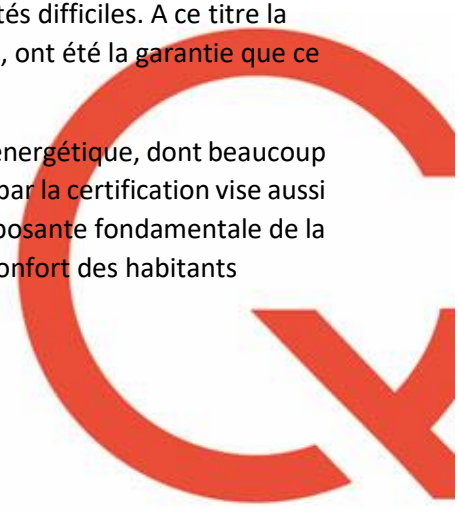 tés difficiles. A ce titre la
, ont été la garantie que ce
énergétique, dont beaucoup
par la certification vise aussi
posante fondamentale de la
onfort des habitants